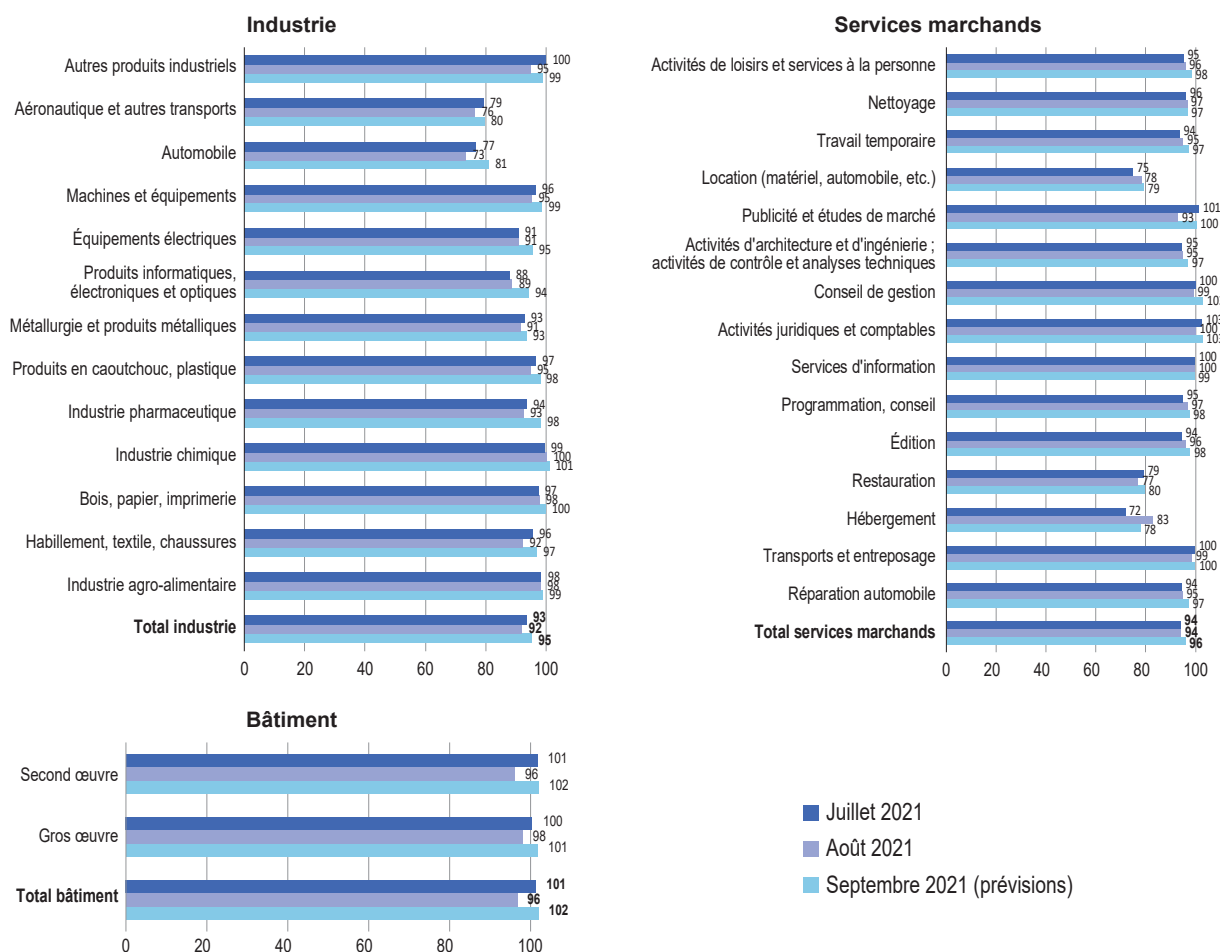 Industrie
Autres produits industriels
100
95
99
Aéronautique et autres transports
79
76
80
Automobile
77
73
81
Machines et équipements
96
95
99
Équipements électriques
91
91
95
Produits informatiques,
électroniques et optiques
88
89
94
Métallurgie et produits métalliques
93
91
93
Produits en caoutchouc, plastique
97
95
98
Industrie pharmaceutique
94
93
98
Industrie chimique
99
100
101
Bois, papier, imprimerie
97
98
100
Habillement, textile, chaussures
96
92
97
Industrie agro-alimentaire
98
98
99
Total industrie
93
92
95
0 20 40 60 80 100
Services marchands
Activités de loisirs et services à la personne
95
96
98
Nettoyage
96
97
97
Travail temporaire
94
95
97
Location (matériel, automobile, etc.)
75
78
79
Publicité et études de marché
101
93
100
Activités d'architecture et d'ingénierie ;
activités de contrôle et analyses techniques
95
95
97
Conseil de gestion
100
99
Activités juridiques et comptables
103
100
103
Services d'information
100
100
99
Programmation, conseil
95
97
98
Édition
94
96
98
Restauration
79
77
80
Hébergement
72
83
78
Transports et entreposage
100
99
100
Réparation automobile
94
95
97
Total services marchands
94
94
96
0 20 40 60 80 100
Bâtiment
Second œuvre
101
96
102
Gros œuvre
100
98
101
Total bâtiment
101
96
102
0 20 40 60 80 100
Juillet 2021
Août 2021
Septembre 2021 (prévisions)